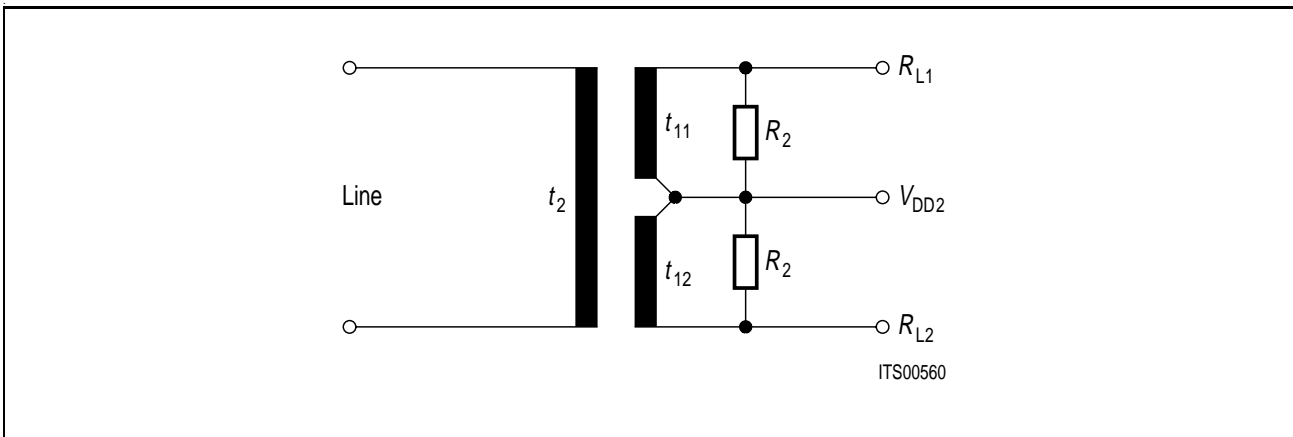 R_L1
t_11
R_2
Line
t_2
V_DD2
t_12
R_2
R_L2
ITS00560